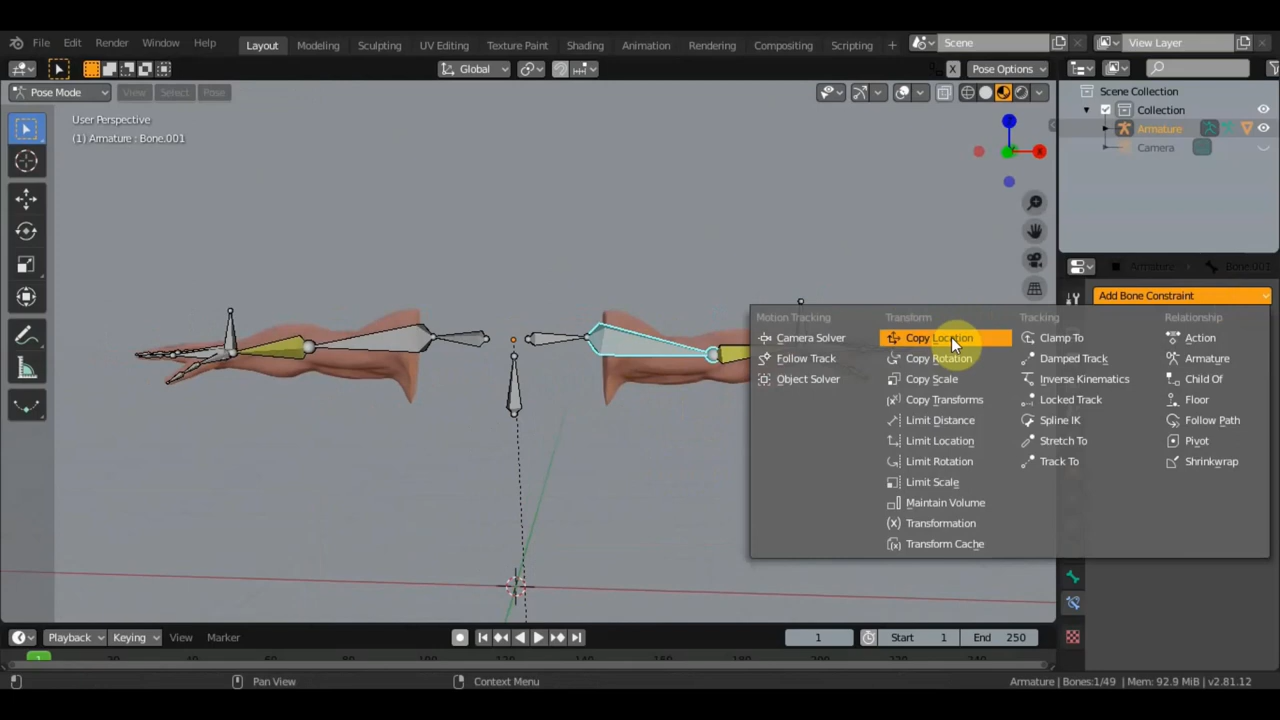 File Edit Render Window Help Layout Modeling Sculpting UV Editing Texture Paint Shading Animation Rendering Compositing Scripting + Scene View Layer
Global X Pose Options
Pose Mode View Select Pose
User Perspective
(1) Armature : Bone.001
Scene Collection
Collection
Armature
Camera
Armature Bone.001
Add Bone Constraint
Motion Tracking Transform Tracking Relationship
Camera Solver Copy Location Clamp To Action
Follow Track Copy Rotation Damped Track Armature
Object Solver Copy Scale Inverse Kinematics Child Of
Copy Transforms Locked Track Floor
Limit Distance Spline IK Follow Path
Limit Location Stretch To Pivot
Limit Rotation Track To Shrinkwrap
Limit Scale
Maintain Volume
Transformation
Transform Cache
Playback Keying View Marker 1 Start 1 End 250
1
Pan View Context Menu Armature | Bones:1/49 | Mem: 92.9 MiB | v2.81.12